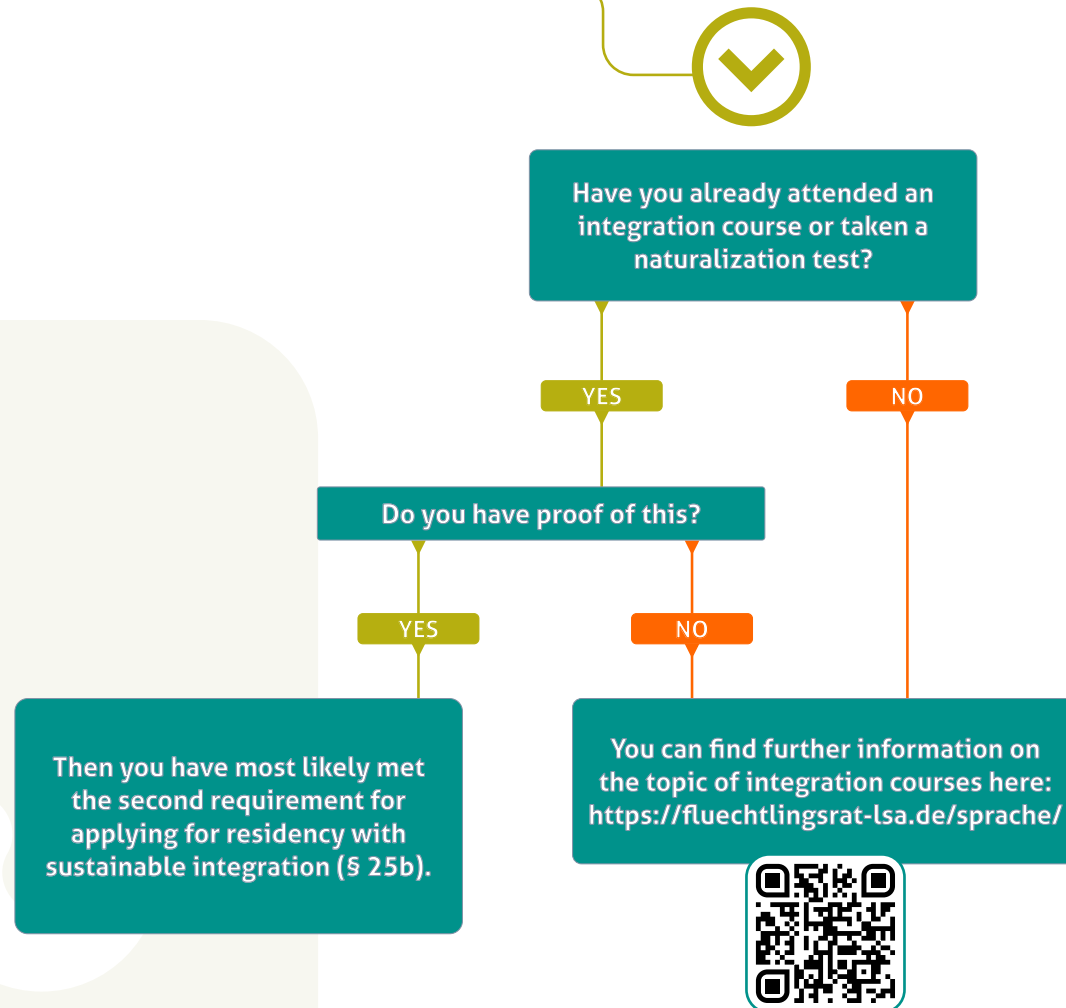 Have you already attended an
integration course or taken a
naturalization test?
YES
NO
Do you have proof of this?
YES
NO
Then you have most likely met
the second requirement for
applying for residency with
sustainable integration (§ 25b).
You can find further information on
the topic of integration courses here:
https://fluechtlingsrat-lsa.de/sprache/